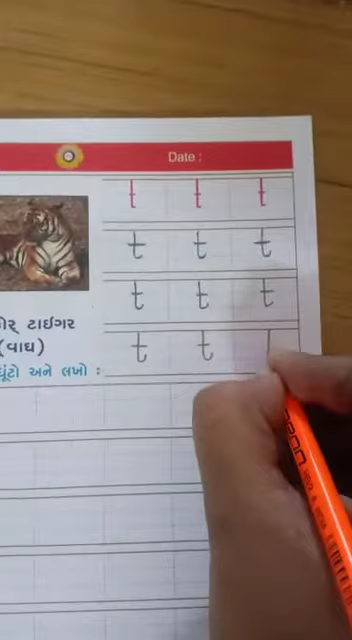 Date :
t t t
t t t
t t t
ટાઈગર
t t
(વાઘ)
ઘૂંટો અને લખો :